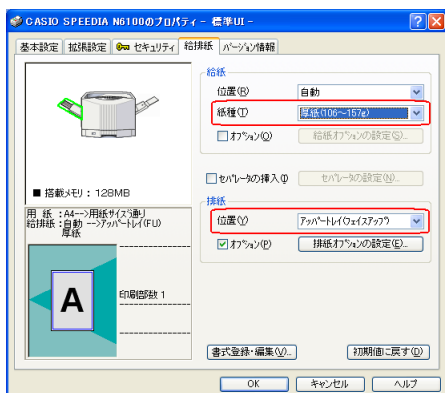 CASIO SPEEDIA N6100のプロパティ - 標準UI -
基本設定 拡張設定 セキュリティ 給排紙 バージョン情報
給紙
位置(R) 自動
紙種(T) 厚紙(106～157g)
オプション(O) 給紙オプションの設定(S)...
■ 搭載メモリ : 128MB
セパレータの挿入(I) セパレータの設定(N)...
用 紙 : A4-->用紙サイズ通り
給排紙 : 自動 -->アッパートレイ(FU)
厚紙
排紙
位置(Y) アッパートレイ(フェイスアップ)
オプション(P) 排紙オプションの設定(E)...
A
印刷部数 1
書式登録・編集(V)... 初期値に戻す(D)
OK キャンセル ヘルプ